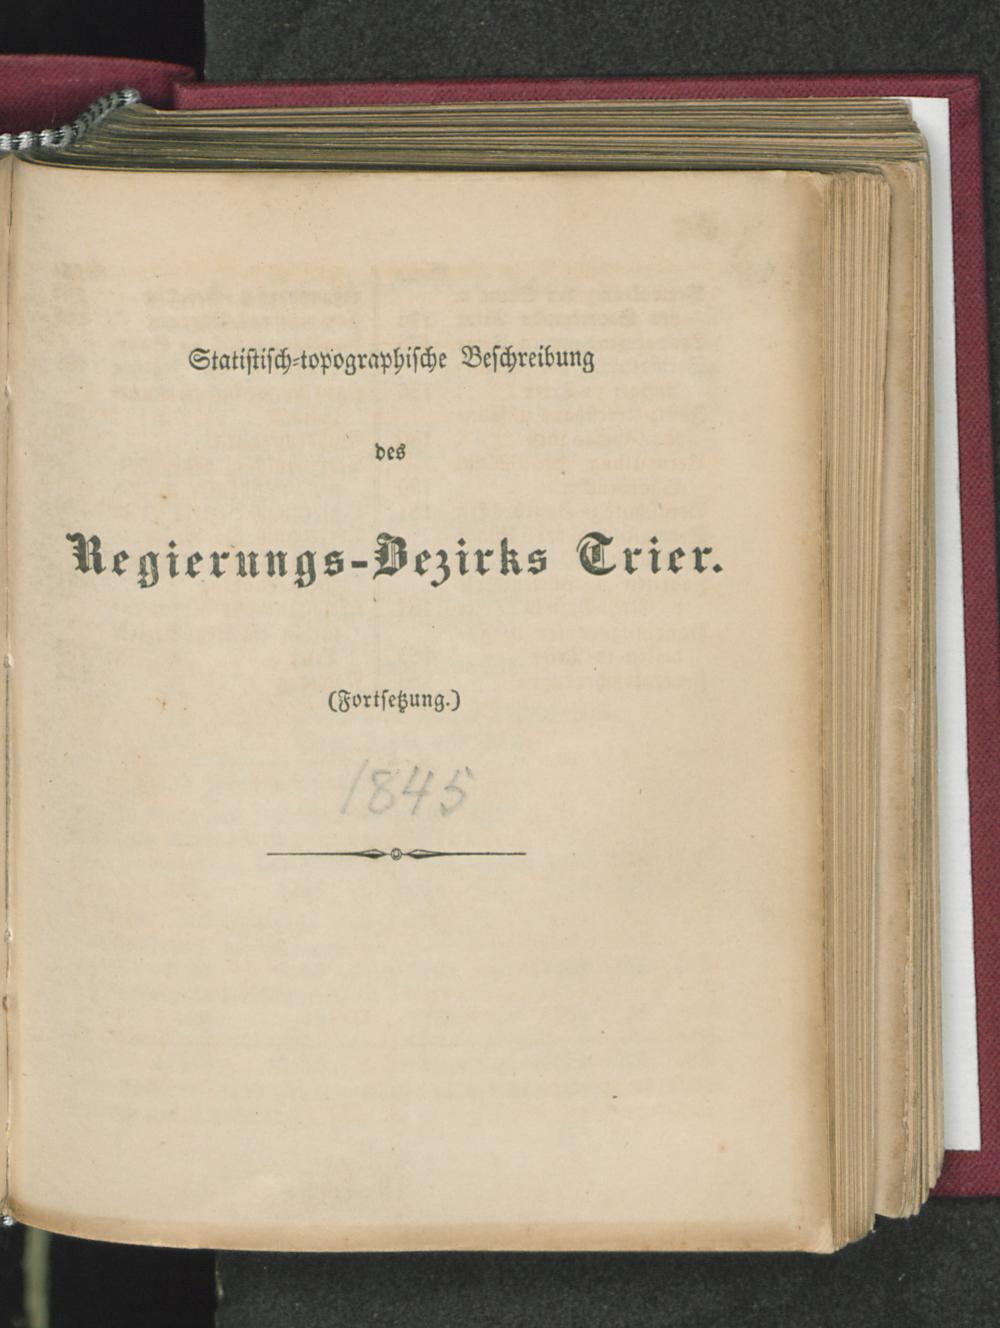 Statistisch-topographische Beschreibung
des
Regierungs-Bezirks Trier.
(Fortsetzung.)
1845